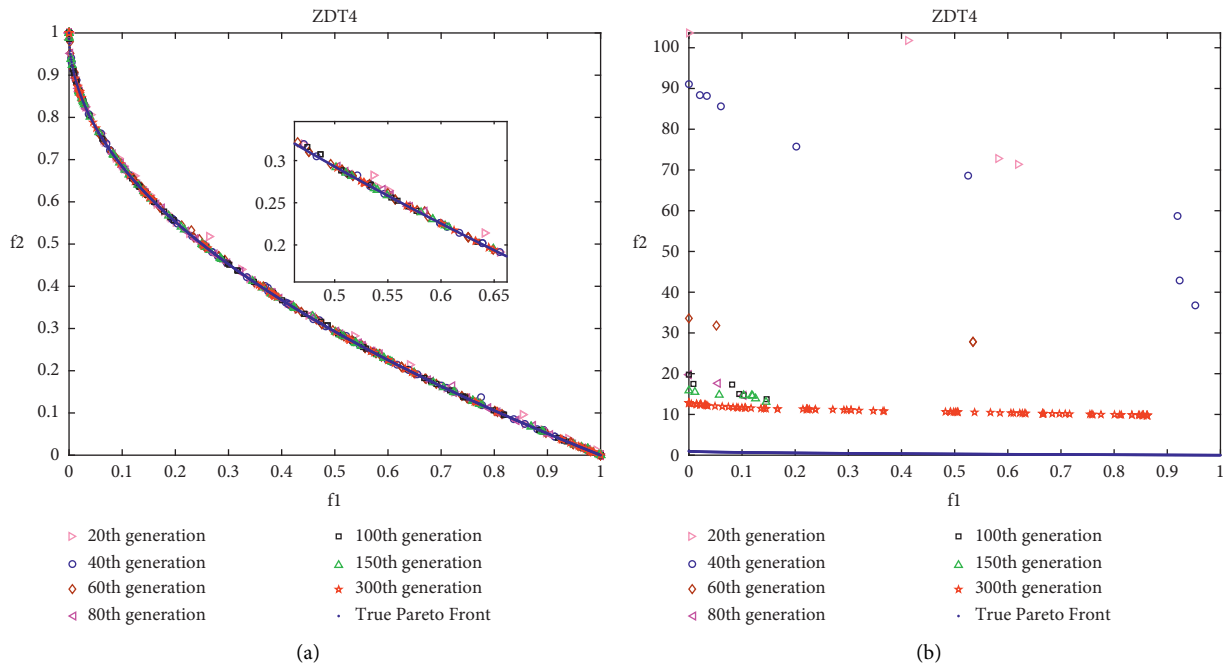 ZDT4
1
0.9
0.8
0.7
0.6
0.5
0.4
0.3
0.2
0.1
0
f2
0.3
0.25
0.2
0.5
0.55
0.6
0.65
0
0.1
0.2
0.3
0.4
0.5
0.6
0.7
0.8
0.9
1
f1
20th generation
40th generation
60th generation
80th generation
100th generation
150th generation
300th generation
True Pareto Front
(a)
ZDT4
100
90
80
70
60
50
40
30
20
10
0
f2
0
0.1
0.2
0.3
0.4
0.5
0.6
0.7
0.8
0.9
1
f1
20th generation
40th generation
60th generation
80th generation
100th generation
150th generation
300th generation
True Pareto Front
(b)